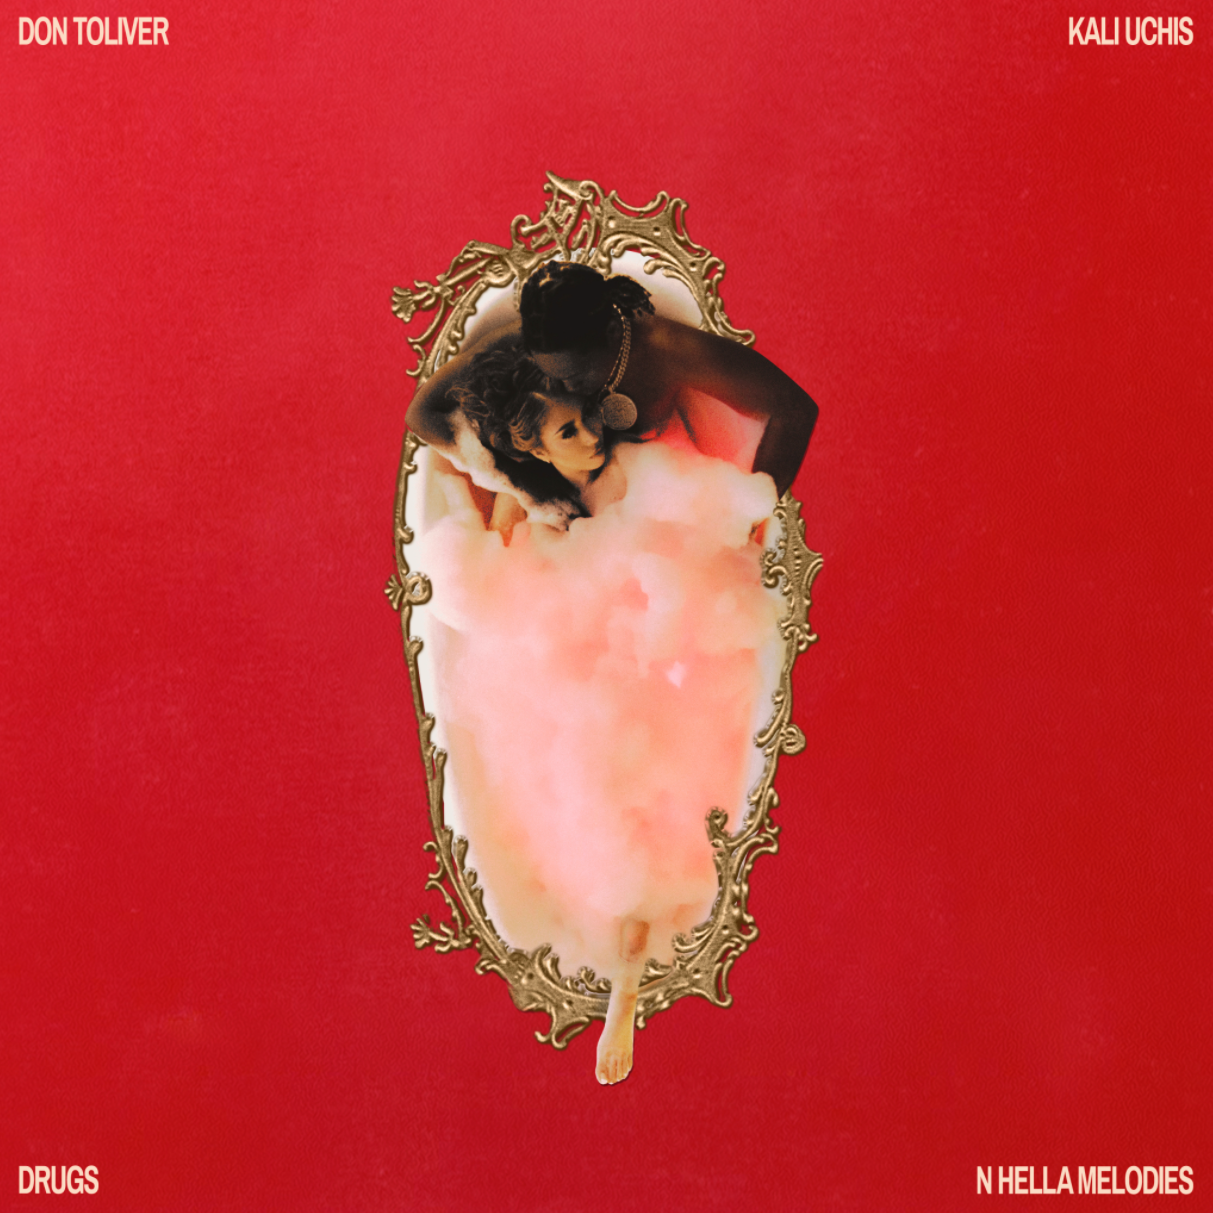 DON TOLIVER
KALI UCHIS
DRUGS
N HELLA MELODIES